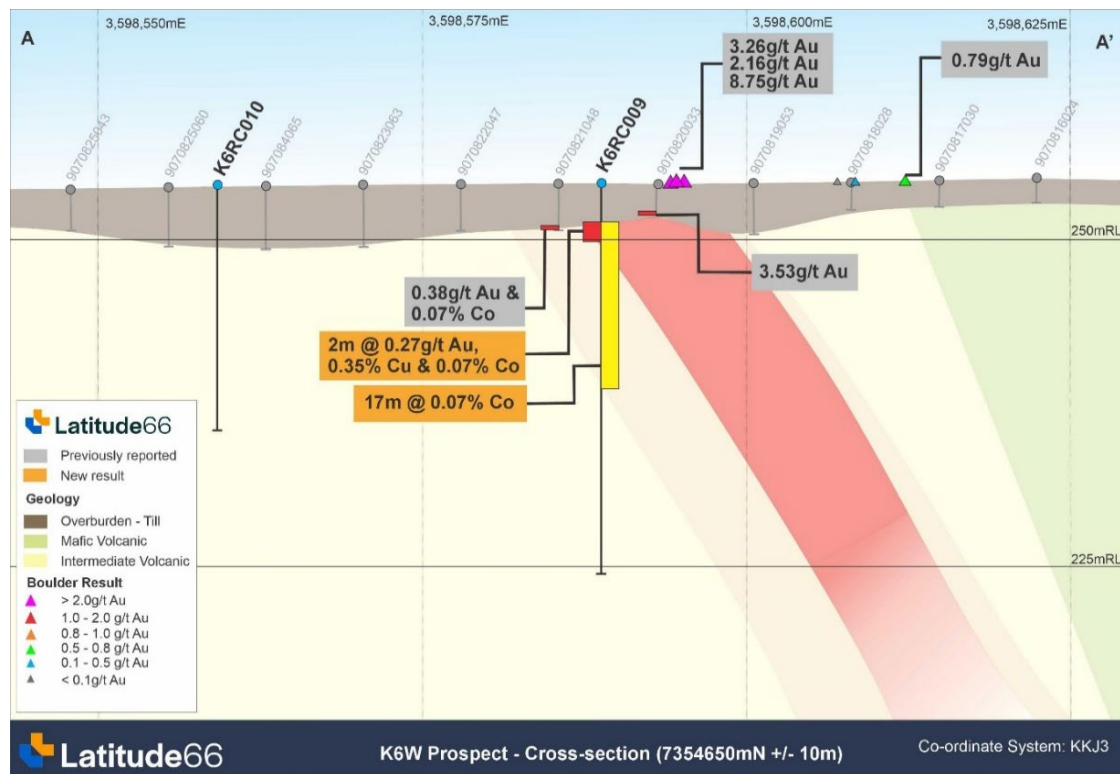 3,598,550mE
3,598,575mE
3,598,600mE
3,598,625mE
A
A'
3.26g/t Au
2.16g/t Au
8.75g/t Au
0.79g/t Au
9070825043
9070825060
K6RC010
9070824065
9070823063
9070822047
9070821048
K6RC009
9070820033
9070819053
9070818028
9070817030
9070816024
250mRL
3.53g/t Au
0.38g/t Au &
0.07% Co
2m @ 0.27g/t Au,
0.35% Cu & 0.07% Co
17m @ 0.07% Co
225mRL
Latitude66
Previously reported
New result
Geology
Overburden - Till
Mafic Volcanic
Intermediate Volcanic
Boulder Result
> 2.0g/t Au
1.0 - 2.0 g/t Au
0.8 - 1.0 g/t Au
0.5 - 0.8 g/t Au
0.1 - 0.5 g/t Au
< 0.1g/t Au
Latitude66
K6W Prospect - Cross-section (7354650mN +/- 10m)
Co-ordinate System: KKJ3